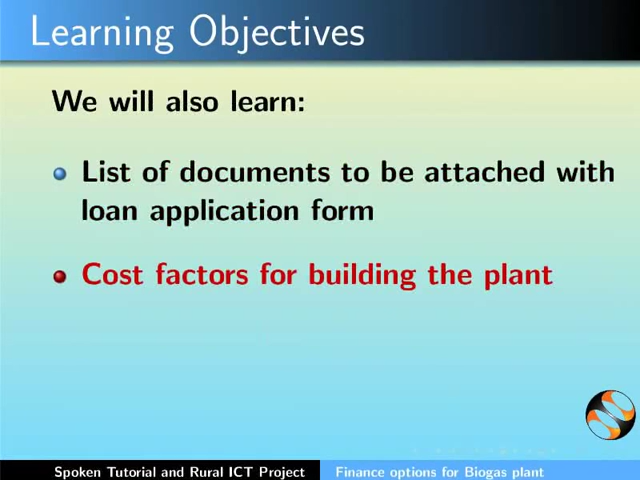 Learning Objectives
We will also learn:
List of documents to be attached with
loan application form
Cost factors for building the plant
Spoken Tutorial and Rural ICT Project
Finance options for Biogas plant